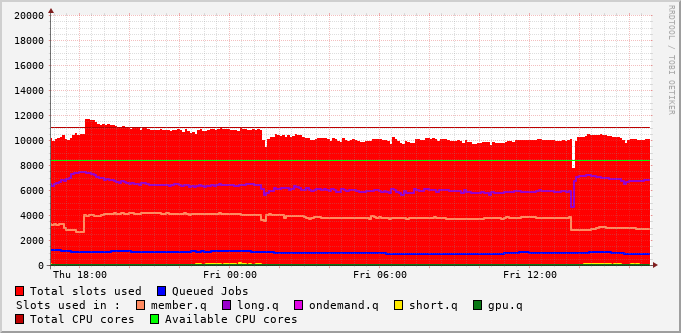 RRDTOOL / TOBI OETIKER
20000
18000
16000
14000
12000
10000
8000
6000
4000
2000
0
Thu 18:00 Fri 00:00 Fri 06:00 Fri 12:00
Total slots used Queued Jobs
Slots used in : member.q long.q ondemand.q short.q gpu.q
Total CPU cores Available CPU cores